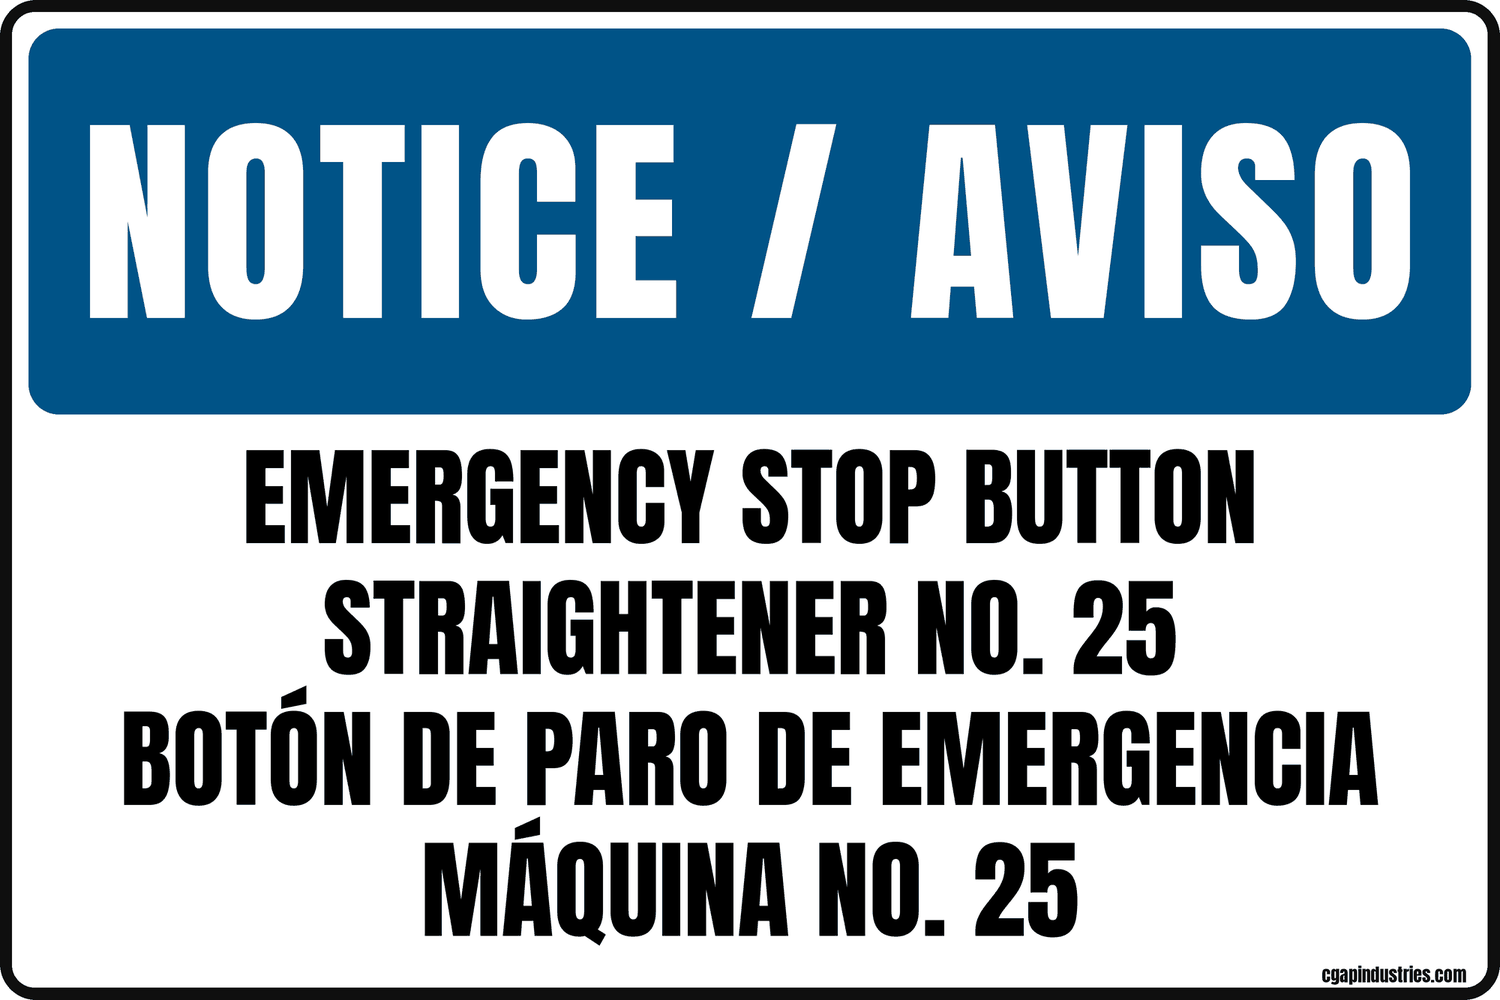 NOTICE / AVISO
EMERGENCY STOP BUTTON
STRAIGHTENER NO. 25
BOTÓN DE PARO DE EMERGENCIA
MÁQUINA NO. 25
cgapindustries.com